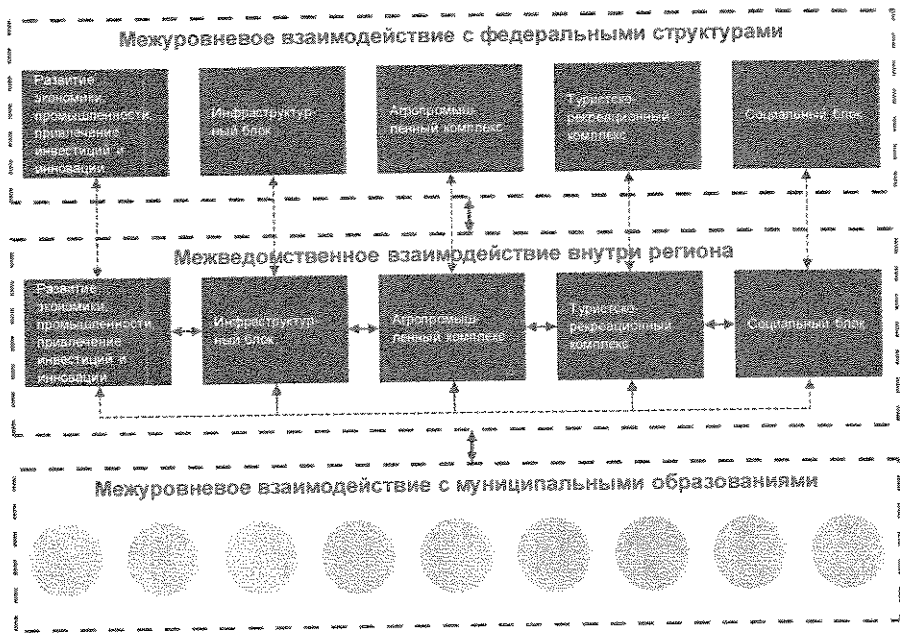 Межуровневое взаимодействие с федеральными структурами
Развитие
экономики,
промышленности,
привлечение
инвестиций и
инновации
Инфраструктур-
ный блок
Агропромыш-
ленный комплекс
Туристско-
рекреационный
комплекс
Социальный блок
Межведомственное взаимодействие внутри региона
Развитие
экономики,
промышленности,
привлечение
инвестиций и
инновации
Инфраструктур-
ный блок
Агропромыш-
ленный комплекс
Туристско-
рекреационный
комплекс
Социальный блок
Межуровневое взаимодействие с муниципальными образованиями